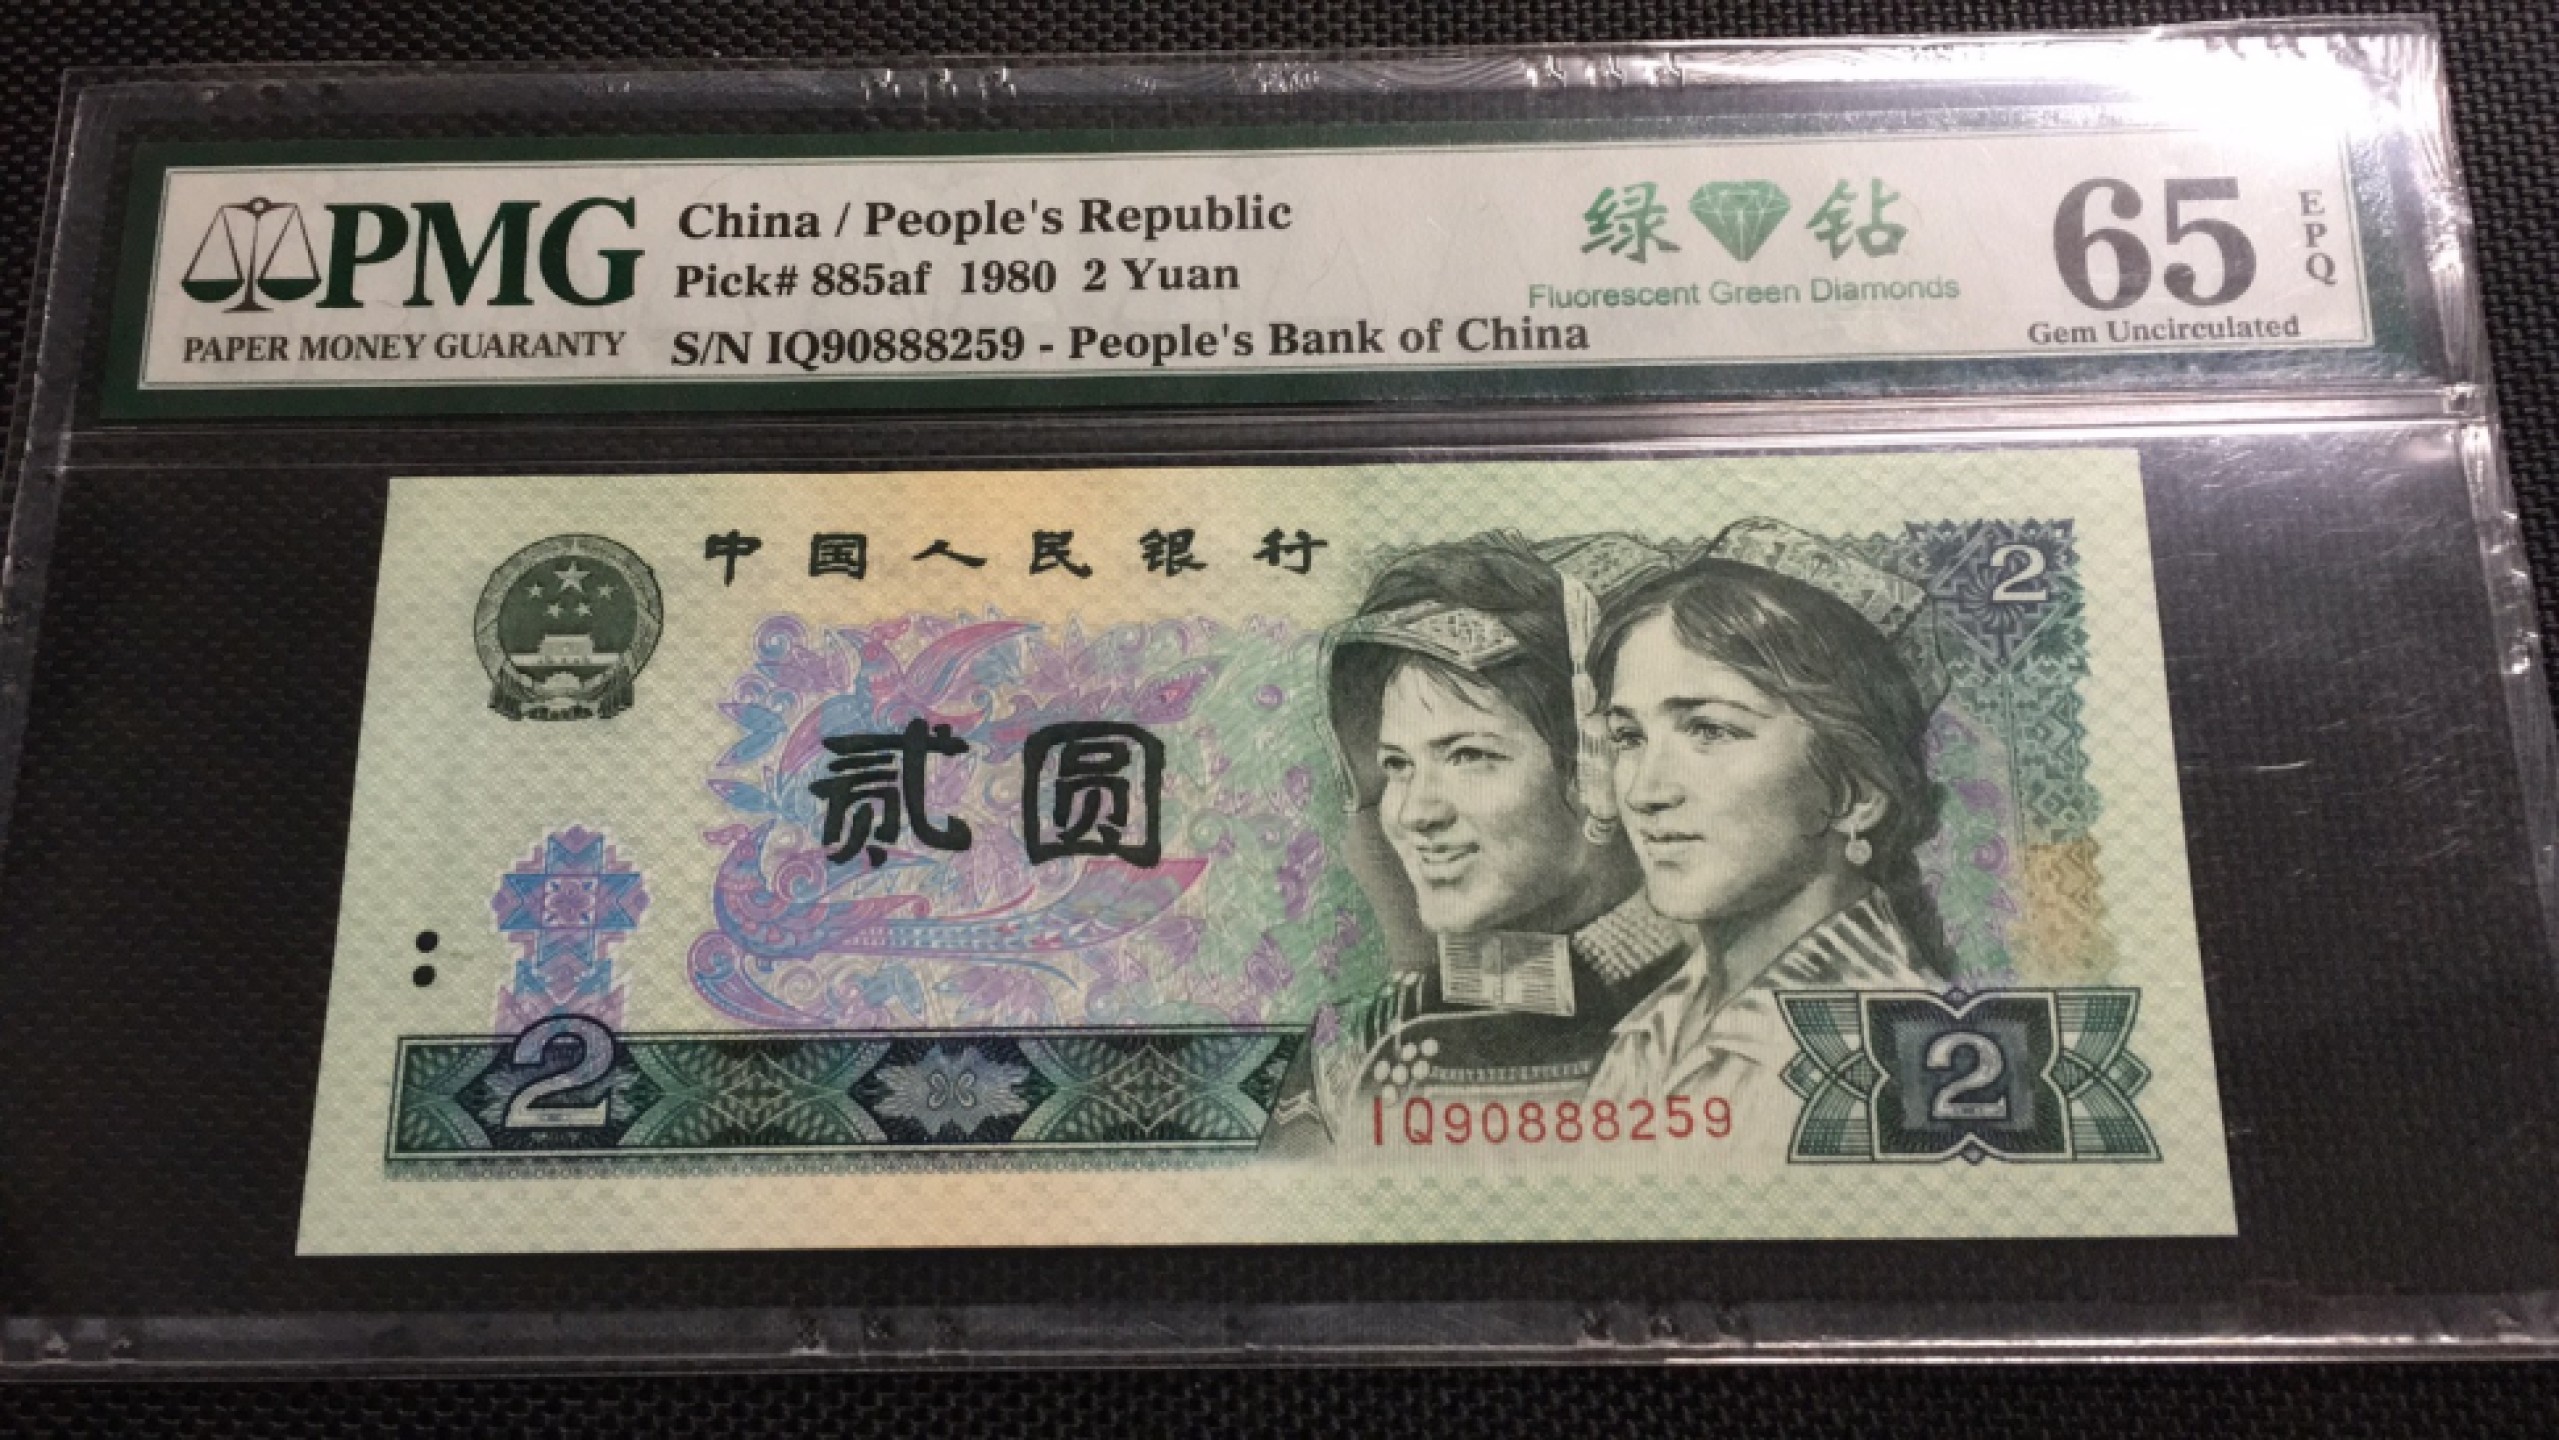 PMG
PAPER MONEY GUARANTY
China / People's Republic
Pick# 885af 1980 2 Yuan
S/N IQ90888259 - People's Bank of China
绿钻
Fluorescent Green Diamonds
65
EPQ
Gem Uncirculated
中国人民银行
2
贰圆
2
IQ90888259
2